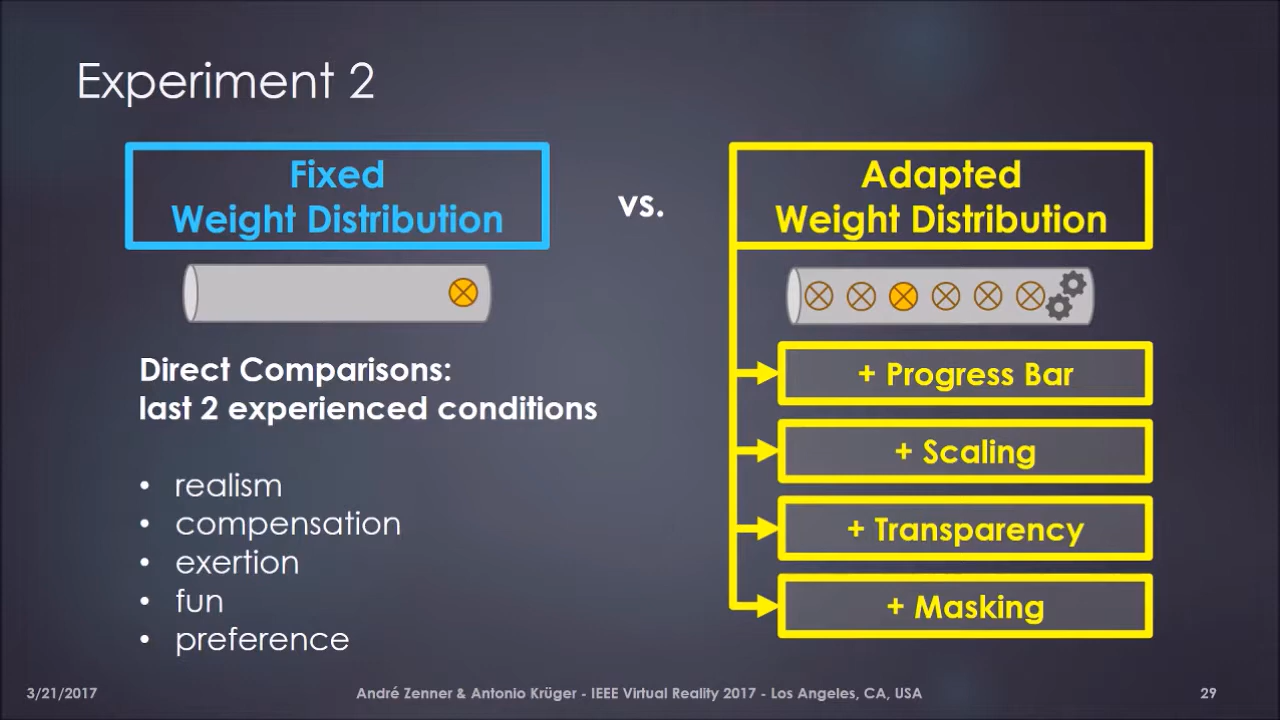 Experiment 2
Fixed
Weight Distribution
vs.
Adapted
Weight Distribution
Direct Comparisons:
last 2 experienced conditions
• realism
• compensation
• exertion
• fun
• preference
+ Progress Bar
+ Scaling
+ Transparency
+ Masking
3/21/2017
André Zenner & Antonio Krüger - IEEE Virtual Reality 2017 - Los Angeles, CA, USA
29